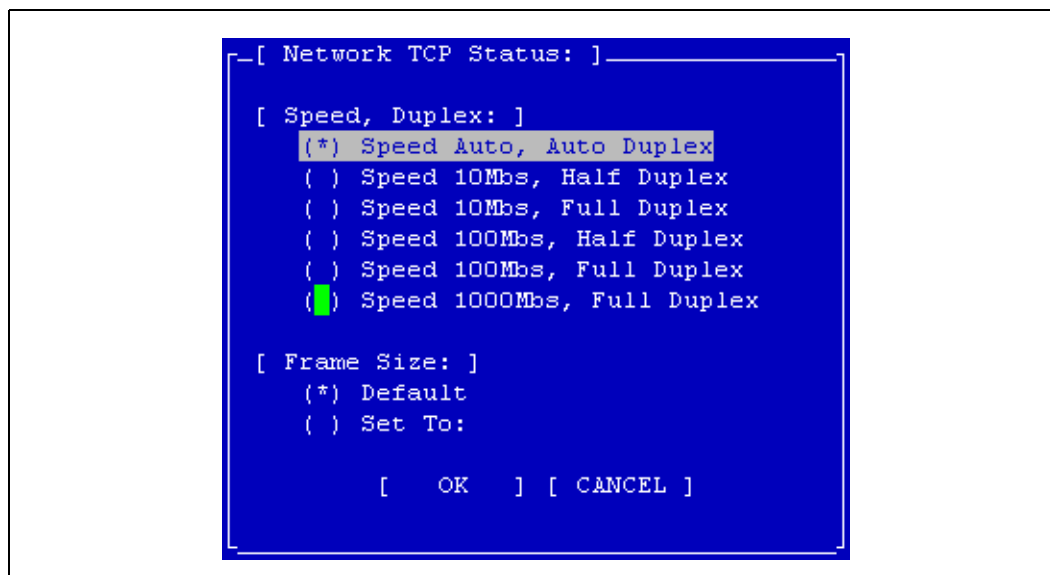 [ Network TCP Status: ]
[ Speed, Duplex: ]
(*) Speed Auto, Auto Duplex
( ) Speed 10Mbs, Half Duplex
( ) Speed 10Mbs, Full Duplex
( ) Speed 100Mbs, Half Duplex
( ) Speed 100Mbs, Full Duplex
( ) Speed 1000Mbs, Full Duplex
[ Frame Size: ]
(*) Default
( ) Set To:
[ OK ] [ CANCEL ]